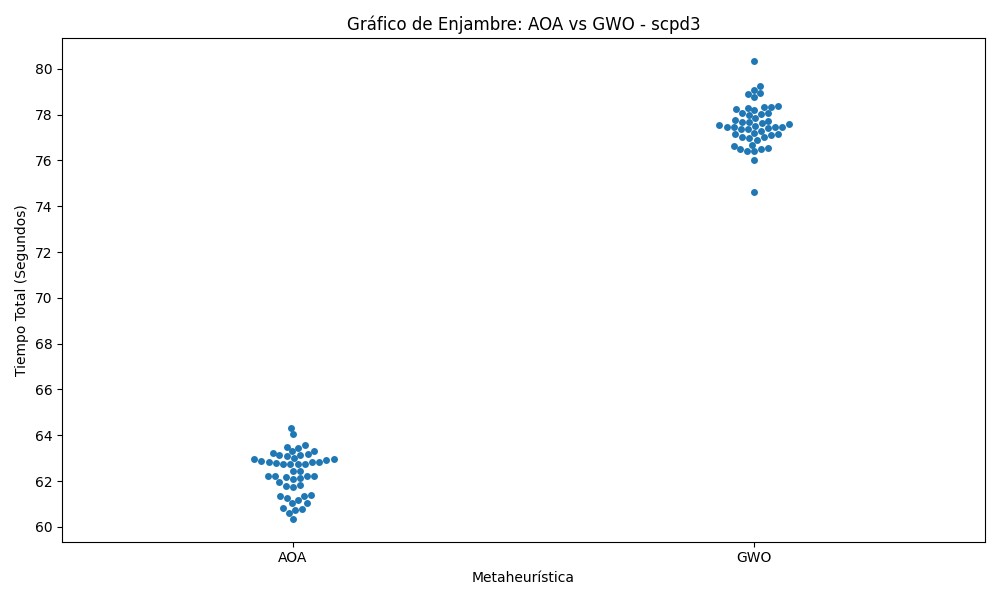 Gráfico de Enjambre: AOA vs GWO - scpd3
80
78
76
74
72
70
68
66
64
62
60
Tiempo Total (Segundos)
AOA
GWO
Metaheurística